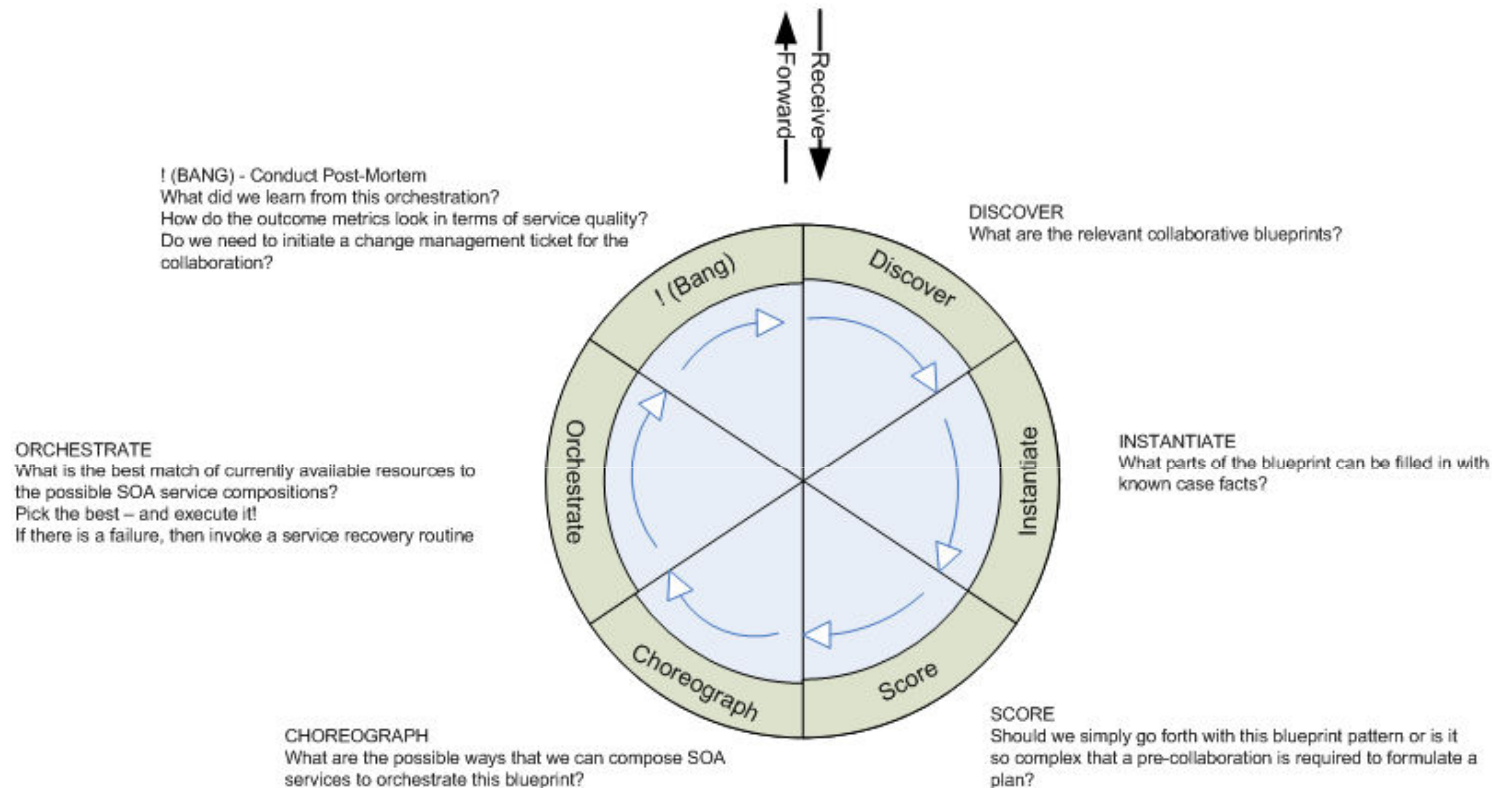 Forward
Receive
! (BANG) - Conduct Post-Mortem
What did we learn from this orchestration?
How do the outcome metrics look in terms of service quality?
Do we need to initiate a change management ticket for the
collaboration?
DISCOVER
What are the relevant collaborative blueprints?
! (Bang)
Discover
Orchestrate
Instantiate
Choreograph
Score
ORCHESTRATE
What is the best match of currently available resources to
the possible SOA service compositions?
Pick the best – and execute it!
If there is a failure, then invoke a service recovery routine
INSTANTIATE
What parts of the blueprint can be filled in with
known case facts?
CHOREOGRAPH
What are the possible ways that we can compose SOA
services to orchestrate this blueprint?
SCORE
Should we simply go forth with this blueprint pattern or is it
so complex that a pre-collaboration is required to formulate a
plan?